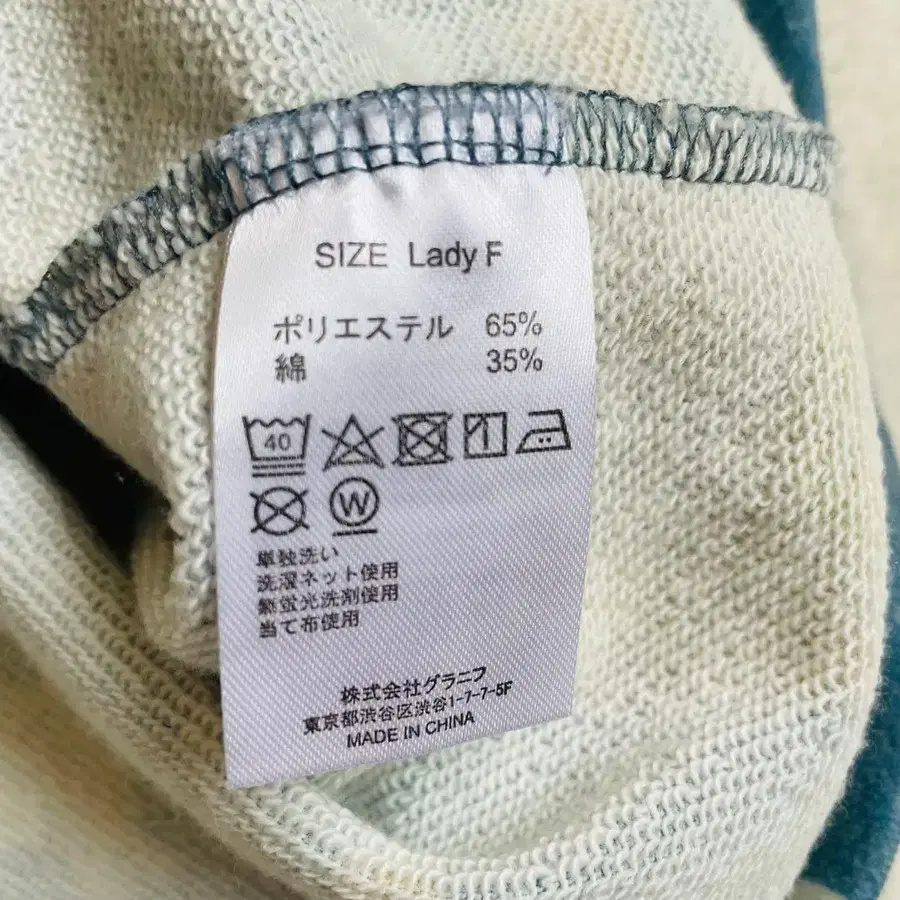 SIZE Lady F
ポリエステル 65%
綿 35%
40
W
単独洗い
洗濯ネット使用
無蛍光洗剤使用
当て布使用
株式会社グラニフ
東京都渋谷区渋谷1-7-7-5F
MADE IN CHINA